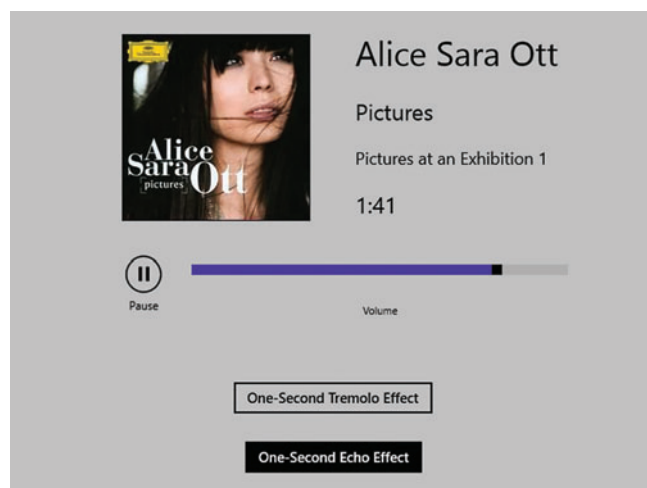 Alice Sara Ott
Pictures
Pictures at an Exhibition 1
1:41
Alice
Sara Ott
[pictures]
Pause
Volume
One-Second Tremolo Effect
One-Second Echo Effect